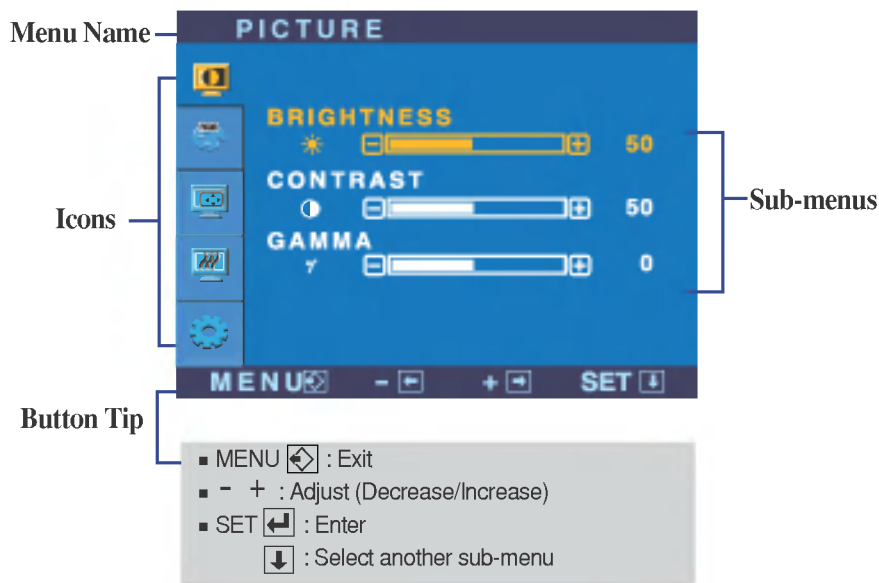 Menu Name
PICTURE
BRIGHTNESS
50
CONTRAST
50
GAMMA
γ
0
Icons
Sub-menus
MENU - + SET
Button Tip
■ MENU : Exit
■ - + : Adjust (Decrease/Increase)
■ SET : Enter
: Select another sub-menu